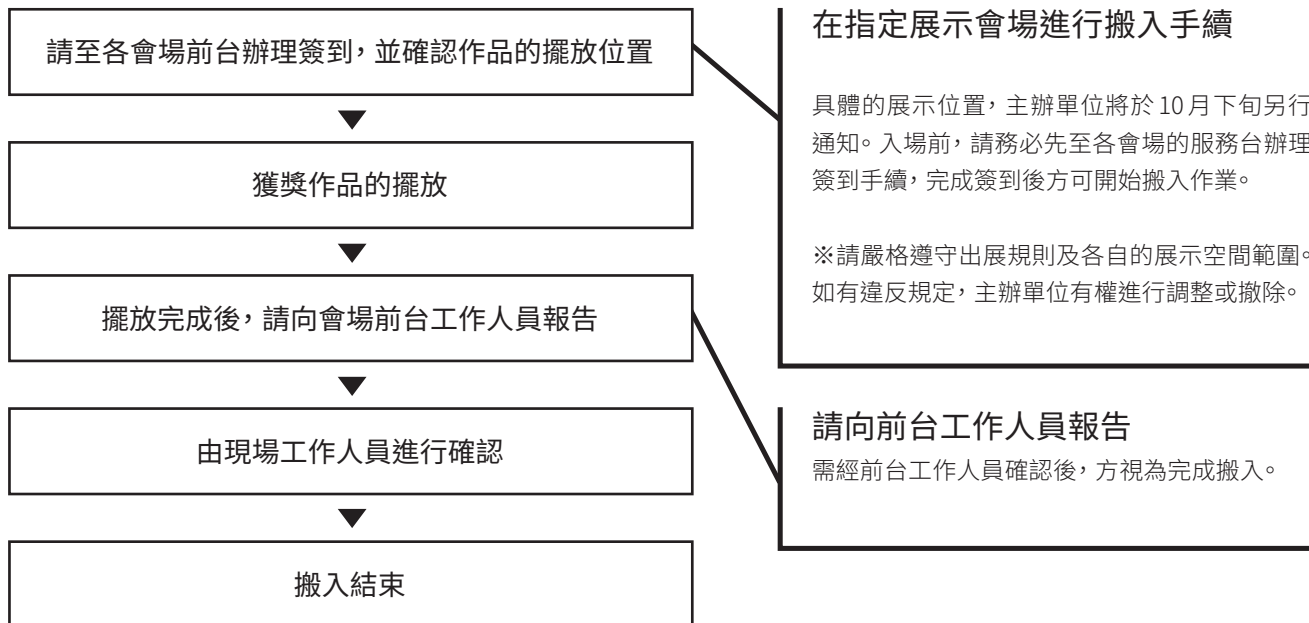 請至各會場前台辦理簽到，並確認作品的擺放位置
▼
獲獎作品的擺放
▼
擺放完成後，請向會場前台工作人員報告
▼
由現場工作人員進行確認
▼
搬入結束
在指定展示會場進行搬入手續
具體的展示位置，主辦單位將於 10 月下旬另行
通知。入場前，請務必先至各會場的服務台辦理
簽到手續，完成簽到後方可開始搬入作業。
※請嚴格遵守出展規則及各自的展示空間範圍。
如有違反規定，主辦單位有權進行調整或撤除。
請向前台工作人員報告
需經前台工作人員確認後，方視為完成搬入。